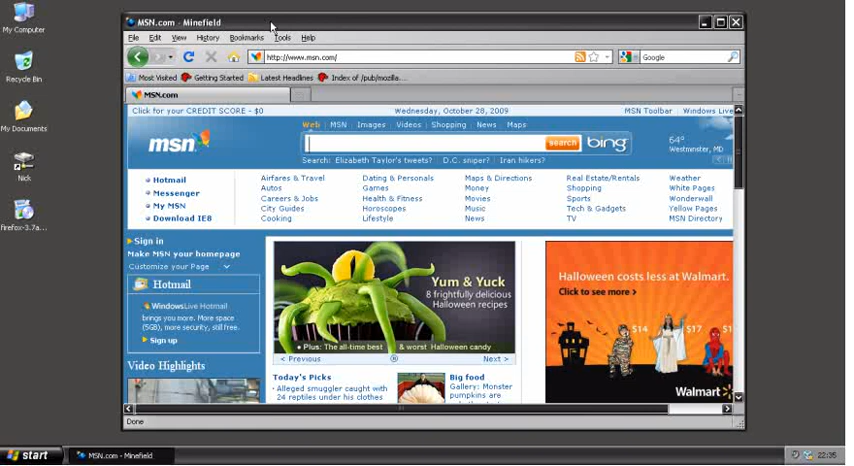 My Computer
Recycle Bin
My Documents
Nick
firefox-3.7a...
MSN.com - Minefield
File Edit View History Bookmarks Tools Help
http://www.msn.com/
Google
Most Visited Getting Started Latest Headlines Index of /pub/mozilla....
MSN.com
Click for your CREDIT SCORE - $0 Wednesday, October 28, 2009 MSN Toolbar Windows Live
Web MSN Images Videos Shopping News Maps
msn
search bing
64°
Westminster, MD
Search: Elizabeth Taylor's tweets? D.C. sniper? Iran hikers?
Hotmail
Messenger
My MSN
Download IE8
Airfares & Travel
Autos
Careers & Jobs
City Guides
Cooking
Dating & Personals
Games
Health & Fitness
Horoscopes
Lifestyle
Maps & Directions
Money
Movies
Music
News
Real Estate/Rentals
Shopping
Sports
Tech & Gadgets
TV
Weather
White Pages
Wonderwall
Yellow Pages
MSN Directory
Sign in
Make MSN your homepage
Customize your Page
Hotmail
WindowsLive Hotmail
brings you more. More space
(5GB), more security, still free.
Sign up
Video Highlights
Yum & Yuck
8 frightfully delicious
Halloween recipes
• Plus: The all-time best & worst Halloween candy
< Previous Next >
Today's Picks
· Alleged smuggler caught with
24 reptiles under his clothes
Big food
Gallery: Monster
pumpkins are
Halloween costs less at Walmart.
Click to see more >
$14 $17 $
Walmart
Done
start MSN.com - Minefield 22:35